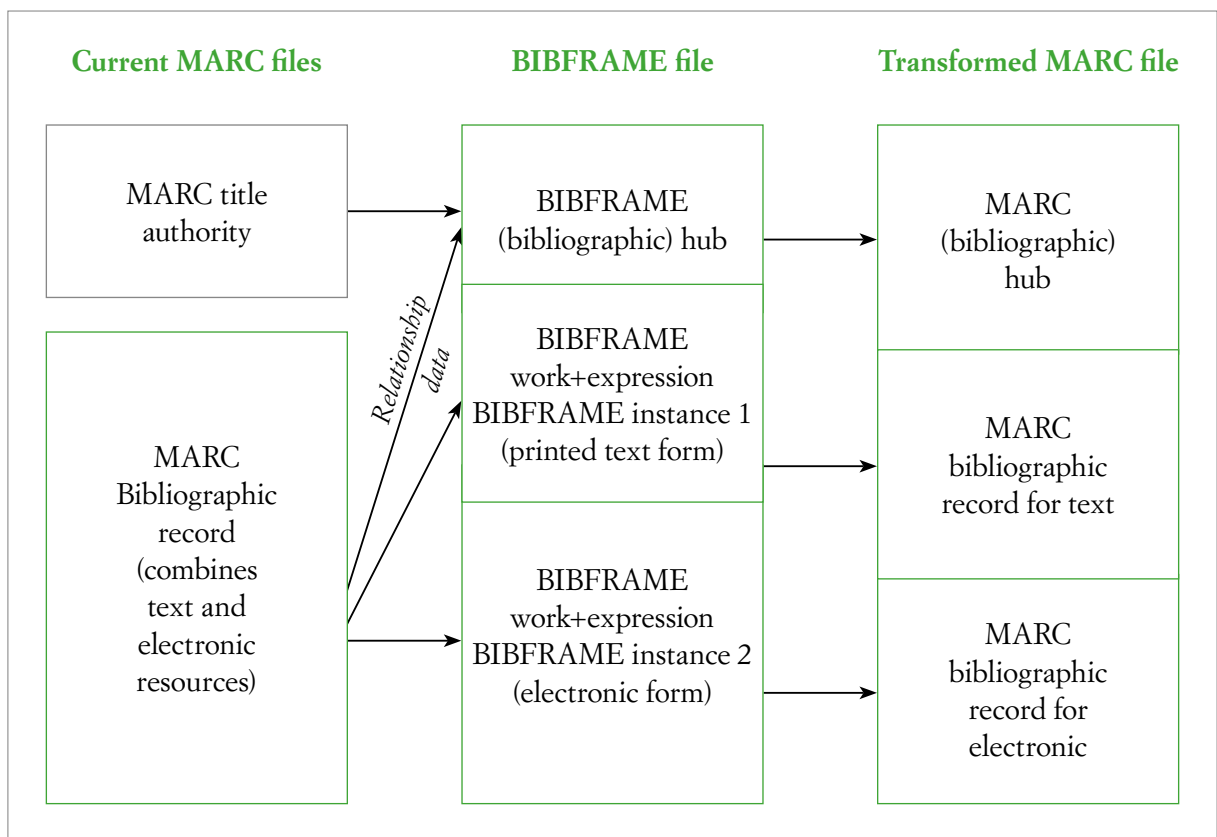 Current MARC files
BIBFRAME file
Transformed MARC file
MARC title
authority
BIBFRAME
(bibliographic) hub
MARC
(bibliographic)
hub
Relationship
data
MARC
Bibliographic
record
(combines
text and
electronic
resources)
BIBFRAME
work+expression
BIBFRAME instance 1
(printed text form)
MARC
bibliographic
record for text
BIBFRAME
work+expression
BIBFRAME instance 2
(electronic form)
MARC
bibliographic
record for
electronic